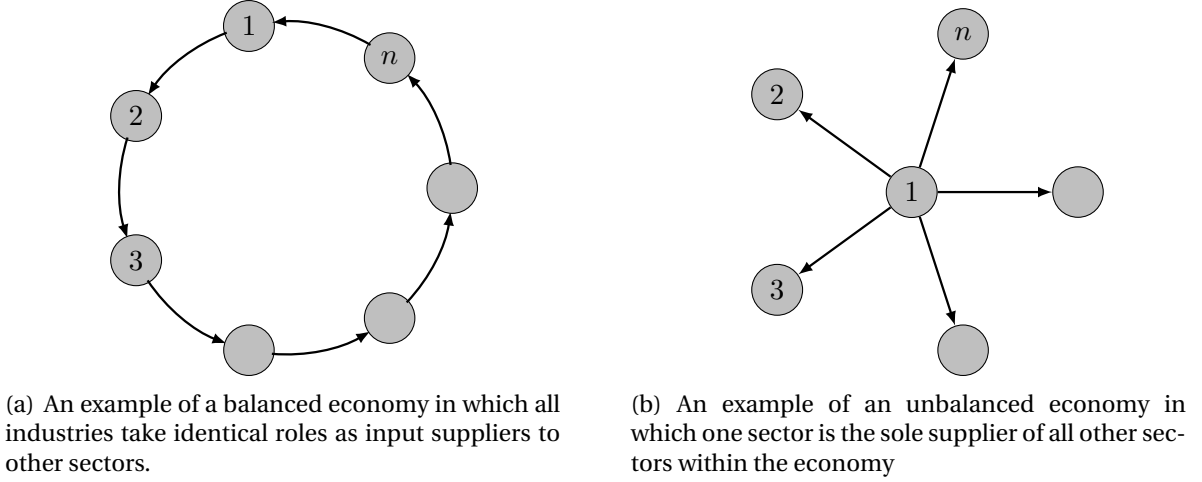 1
n
2
3
n
2
1
3
(a) An example of a balanced economy in which all
industries take identical roles as input suppliers to
other sectors.
(b) An example of an unbalanced economy in
which one sector is the sole supplier of all other sec-
tors within the economy